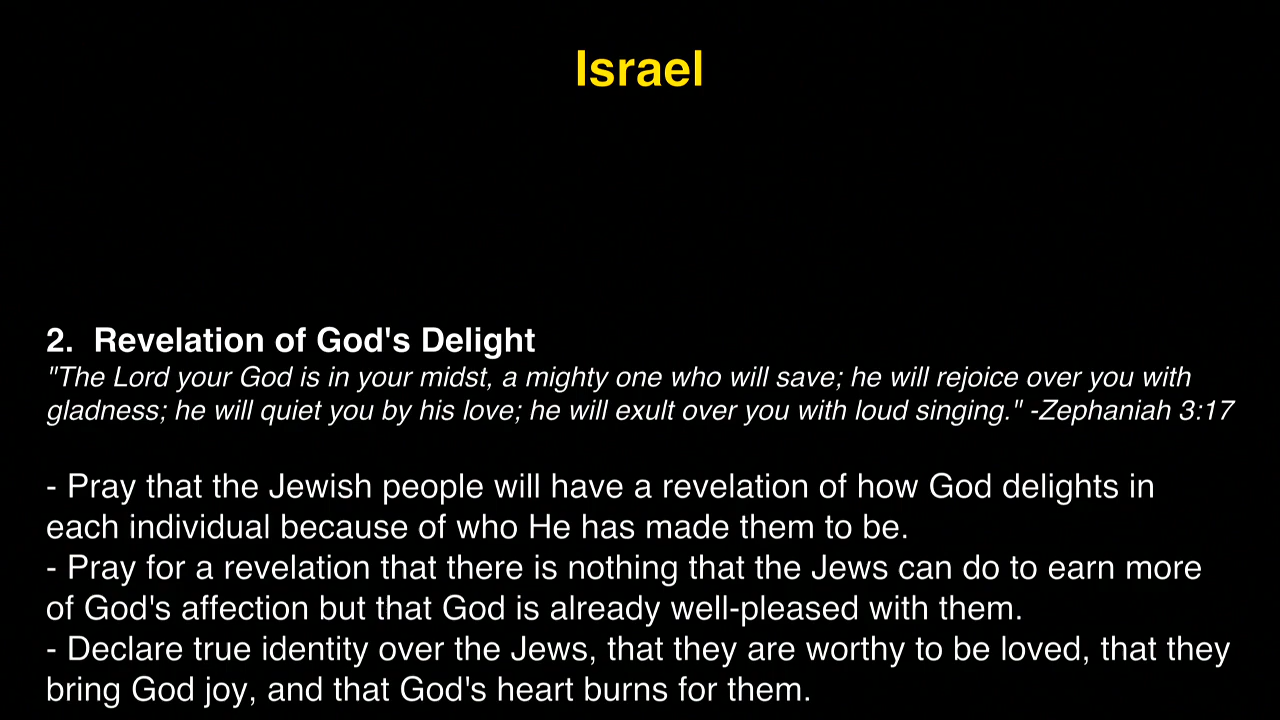 Israel
2.  Revelation of God's Delight
"The Lord your God is in your midst, a mighty one who will save; he will rejoice over you with
gladness; he will quiet you by his love; he will exult over you with loud singing." -Zephaniah 3:17
- Pray that the Jewish people will have a revelation of how God delights in
each individual because of who He has made them to be.
- Pray for a revelation that there is nothing that the Jews can do to earn more
of God's affection but that God is already well-pleased with them.
- Declare true identity over the Jews, that they are worthy to be loved, that they
bring God joy, and that God's heart burns for them.